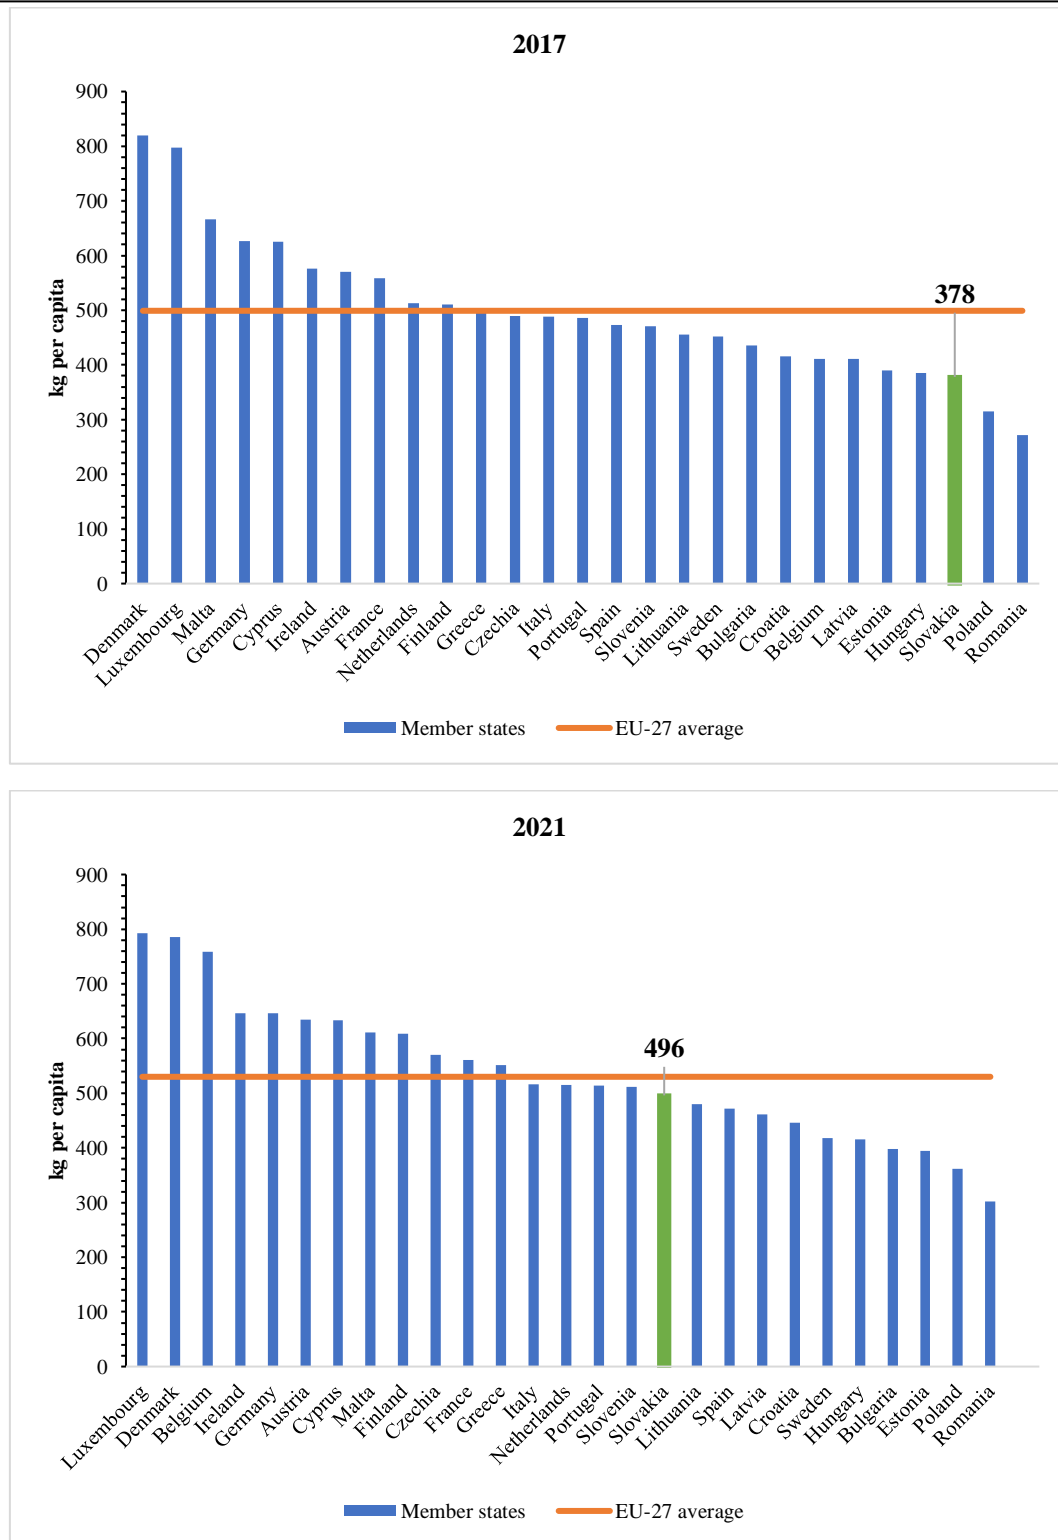 2017
kg per capita
900
800
700
600
500
400
300
200
100
0
378
Denmark
Luxembourg
Malta
Germany
Cyprus
Ireland
Austria
France
Netherlands
Finland
Greece
Czechia
Italy
Portugal
Spain
Slovenia
Lithuania
Sweden
Bulgaria
Croatia
Belgium
Latvia
Estonia
Hungary
Slovakia
Poland
Romania
Member states
EU-27 average
2021
kg per capita
900
800
700
600
500
400
300
200
100
0
496
Luxembourg
Denmark
Belgium
Ireland
Germany
Austria
Cyprus
Malta
Finland
Czechia
France
Greece
Italy
Netherlands
Portugal
Slovenia
Slovakia
Lithuania
Spain
Latvia
Croatia
Sweden
Hungary
Bulgaria
Estonia
Poland
Romania
Member states
EU-27 average